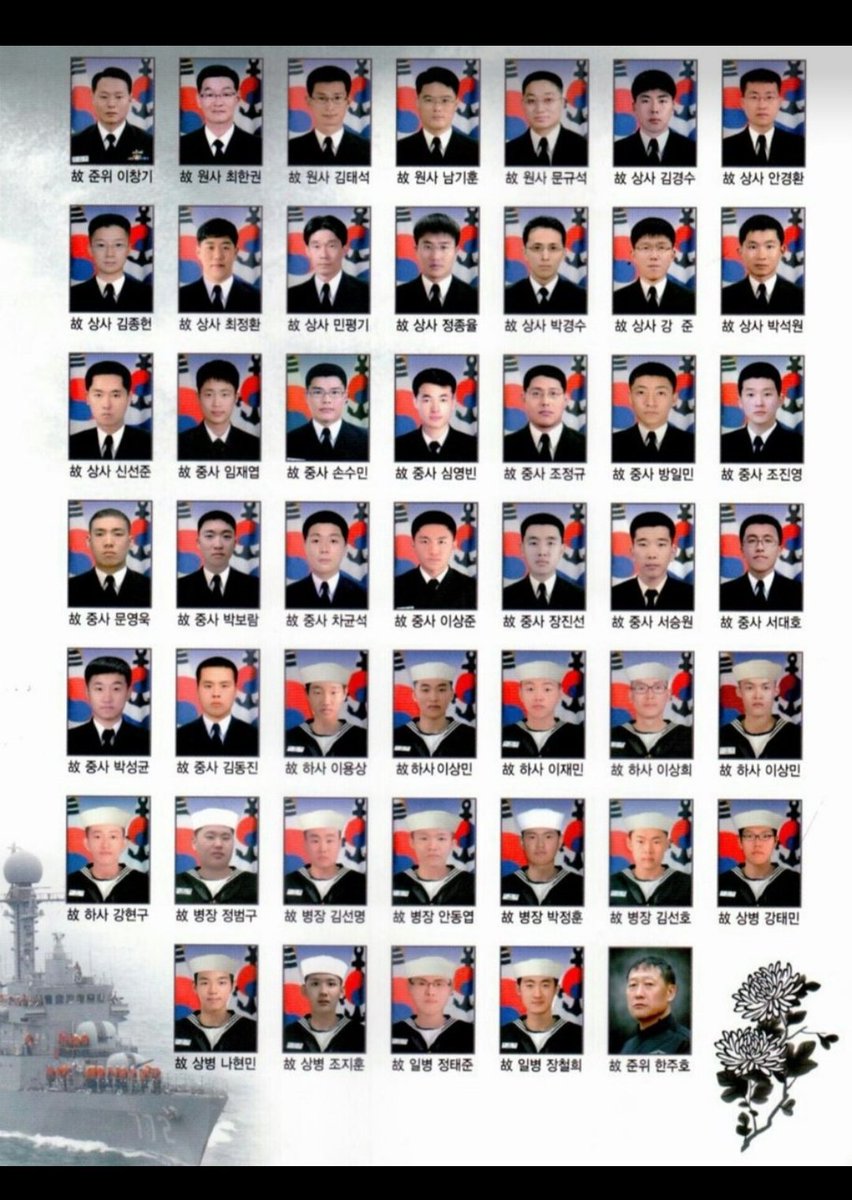 故 준위 이창기
故 원사 최한권
故 원사 김태석
故 원사 남기훈
故 원사 문규석
故 상사 김경수
故 상사 안경환
故 상사 김종헌
故 상사 최정환
故 상사 민평기
故 상사 정종율
故 상사 박경수
故 상사 강 준
故 상사 박석원
故 상사 신선준
故 중사 임재엽
故 중사 손수민
故 중사 심영빈
故 중사 조정규
故 중사 방일민
故 중사 조진영
故 중사 문영욱
故 중사 박보람
故 중사 차균석
故 중사 이상준
故 중사 장진선
故 중사 서승원
故 중사 서대호
故 중사 박성균
故 중사 김동진
故 하사 이용상
故 하사 이상민
故 하사 이재민
故 하사 이상희
故 하사 이상민
故 하사 강현구
故 병장 정범구
故 병장 김선명
故 병장 안동엽
故 병장 박정훈
故 병장 김선호
故 상병 강태민
故 상병 나현민
故 상병 조지훈
故 일병 정태준
故 일병 장철희
故 준위 한주호
772